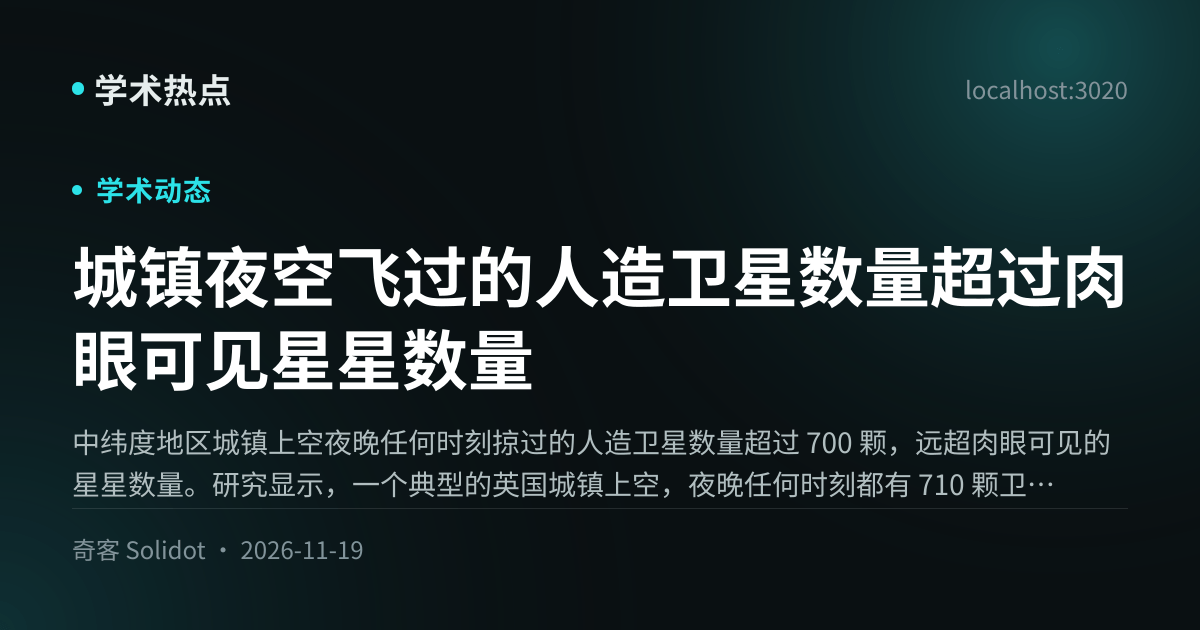 学术热点
localhost:3020
学术动态
城镇夜空飞过的人造卫星数量超过肉
眼可见星星数量
中纬度地区城镇上空夜晚任何时刻掠过的人造卫星数量超过 700 颗，远超肉眼可见的
星星数量。研究显示，一个典型的英国城镇上空，夜晚任何时刻都有 710 颗卫…
奇客 Solidot · 2026-11-19